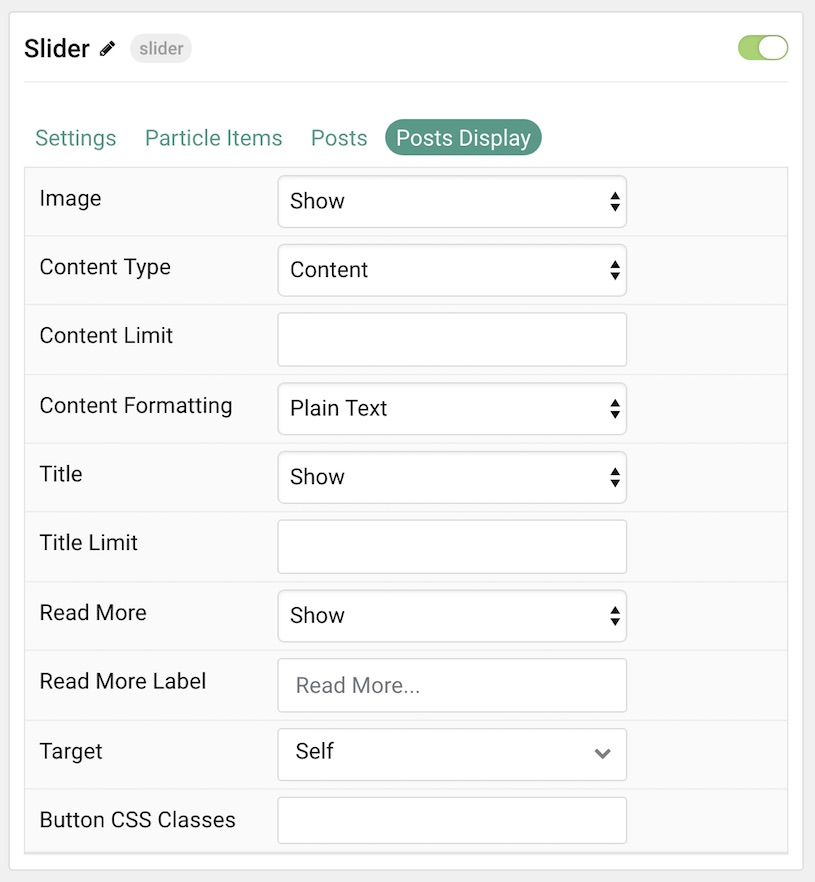 Slider slider
Settings Particle Items Posts Posts Display
Image Show
Content Type Content
Content Limit
Content Formatting Plain Text
Title Show
Title Limit
Read More Show
Read More Label Read More...
Target Self
Button CSS Classes